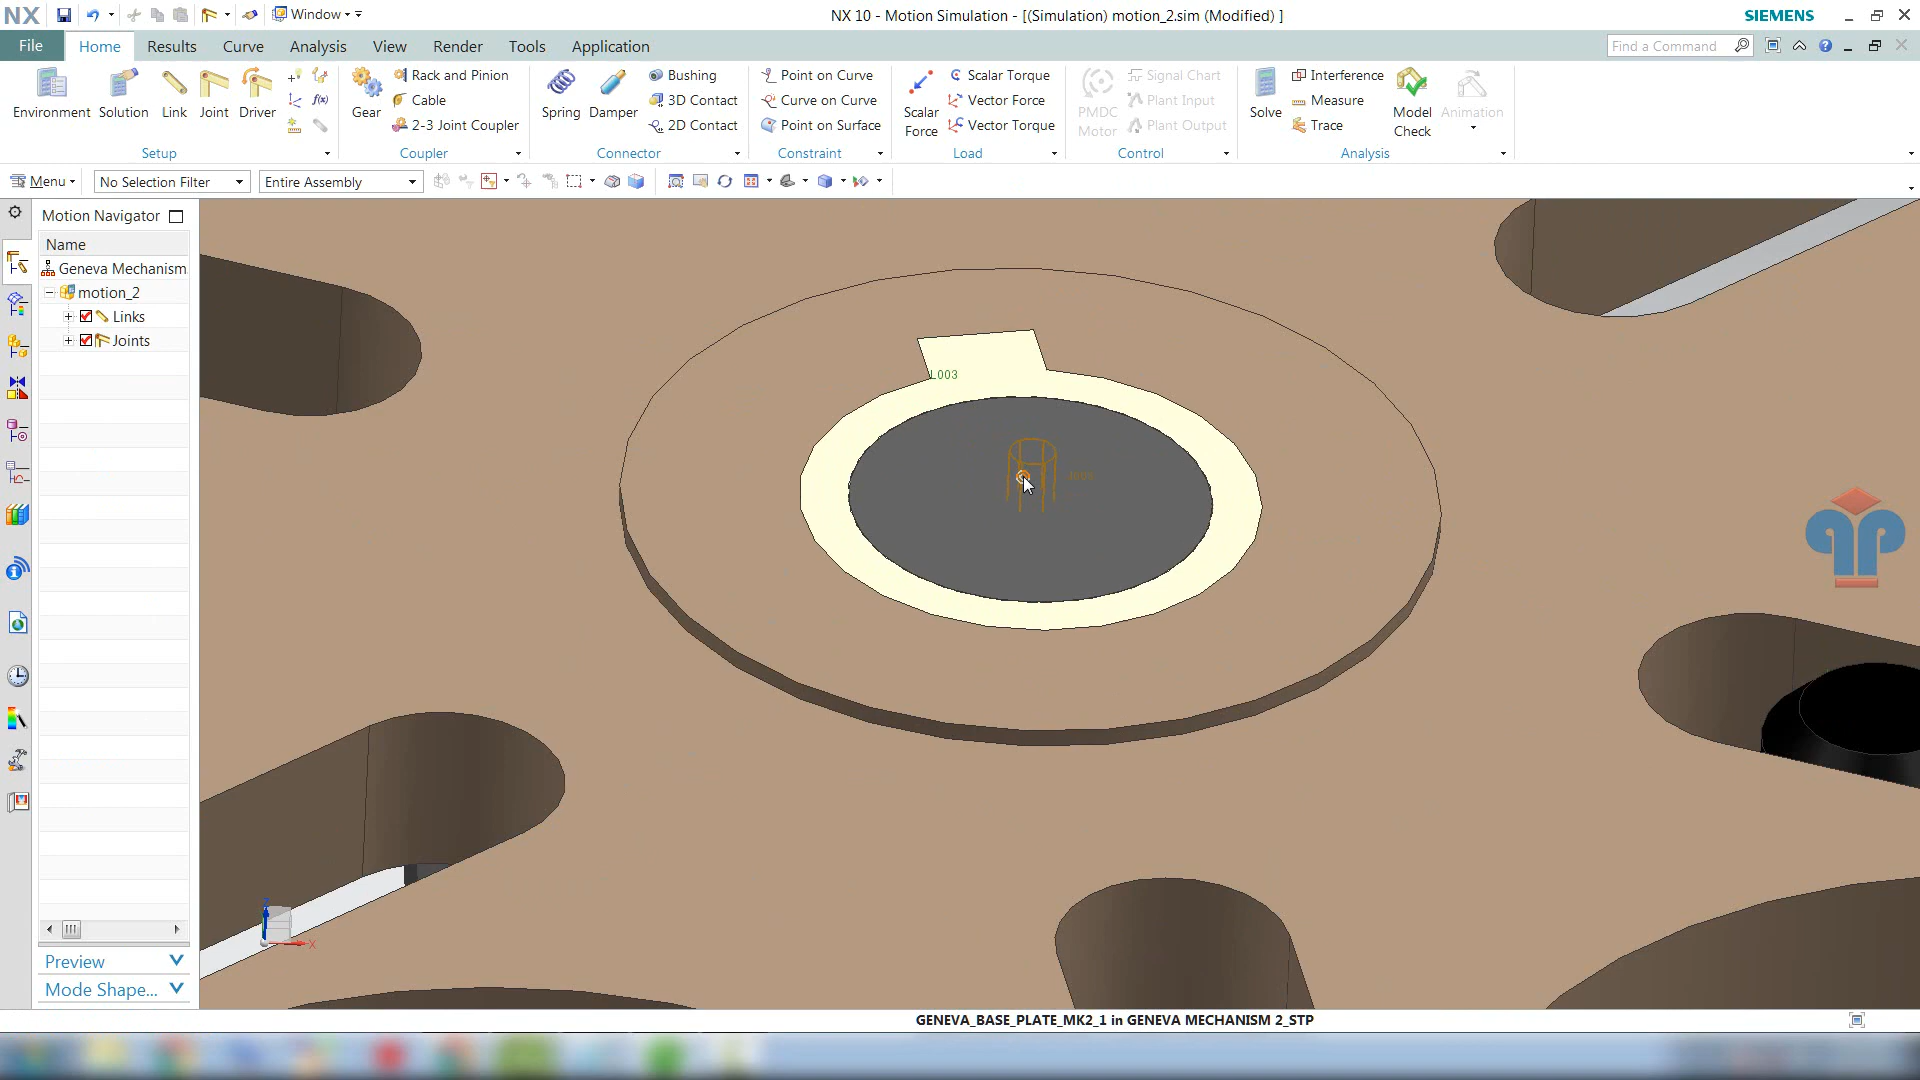 NX
Window
NX 10 - Motion Simulation - [(Simulation) motion_2.sim (Modified) ]
SIEMENS
File
Home
Results
Curve
Analysis
View
Render
Tools
Application
Find a Command
Environment
Solution
Link
Joint
Driver
f(x)
Setup
Gear
Rack and Pinion
Cable
2-3 Joint Coupler
Coupler
Spring
Damper
Bushing
3D Contact
2D Contact
Connector
Point on Curve
Curve on Curve
Point on Surface
Constraint
Scalar
Force
Scalar Torque
Vector Force
Vector Torque
Load
PMDC
Motor
Signal Chart
Plant Input
Plant Output
Control
Solve
Interference
Measure
Trace
Model
Check
Animation
Analysis
Menu
No Selection Filter
Entire Assembly
Motion Navigator
Name
Geneva Mechanism
motion_2
Links
Joints
L003
X
Preview
Mode Shape...
GENEVA_BASE_PLATE_MK2_1 in GENEVA MECHANISM 2_STP